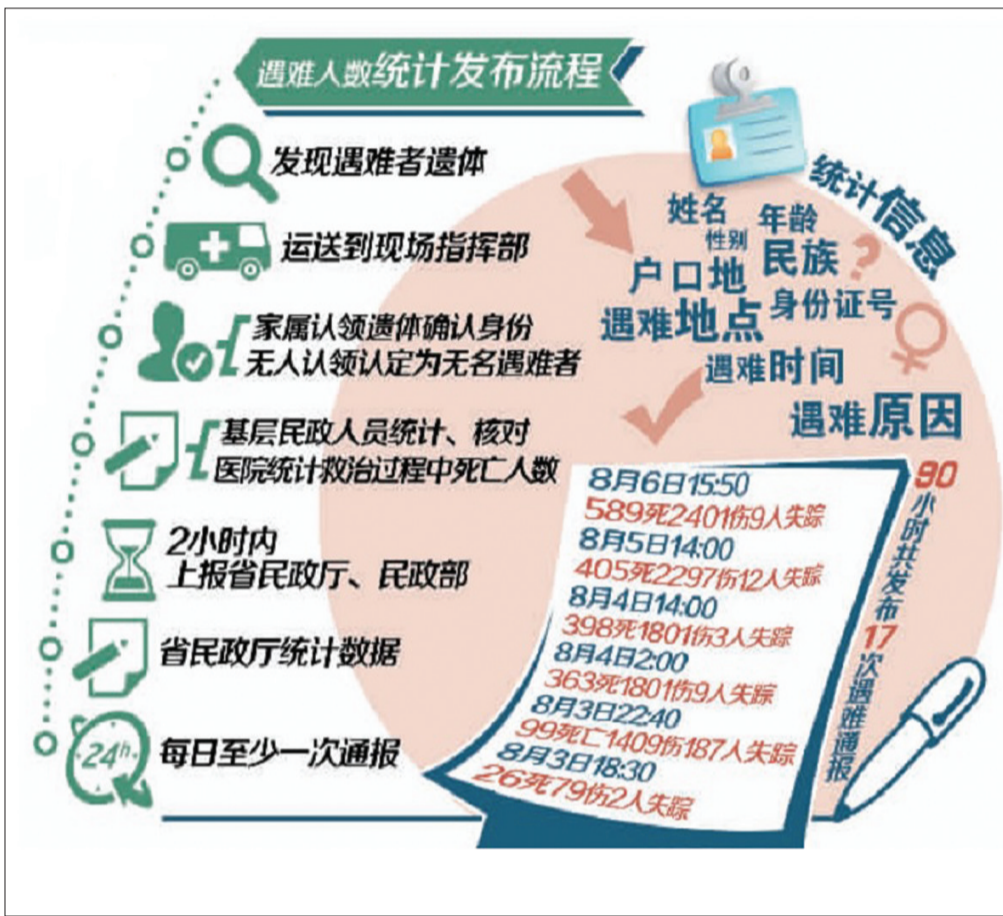 遇难人数统计发布流程
发现遇难者遗体
运送到现场指挥部
家属认领遗体确认身份
无人认领认定为无名遇难者
基层民政人员统计、核对
医院统计救治过程中死亡人数
2小时内
上报省民政厅、民政部
省民政厅统计数据
24h
每日至少一次通报
统计信息
姓名
年龄
性别
民族
户口地
?
遇难地点
身份证号
遇难时间
遇难原因
8月6日15:50
589死2401伤9人失踪
8月5日14:00
405死2297伤12人失踪
8月4日14:00
398死1801伤3人失踪
8月4日2:00
363死1801伤9人失踪
8月3日22:40
99死亡1409伤187人失踪
8月3日18:30
26死79伤2人失踪
90小时共发布17次遇难通报